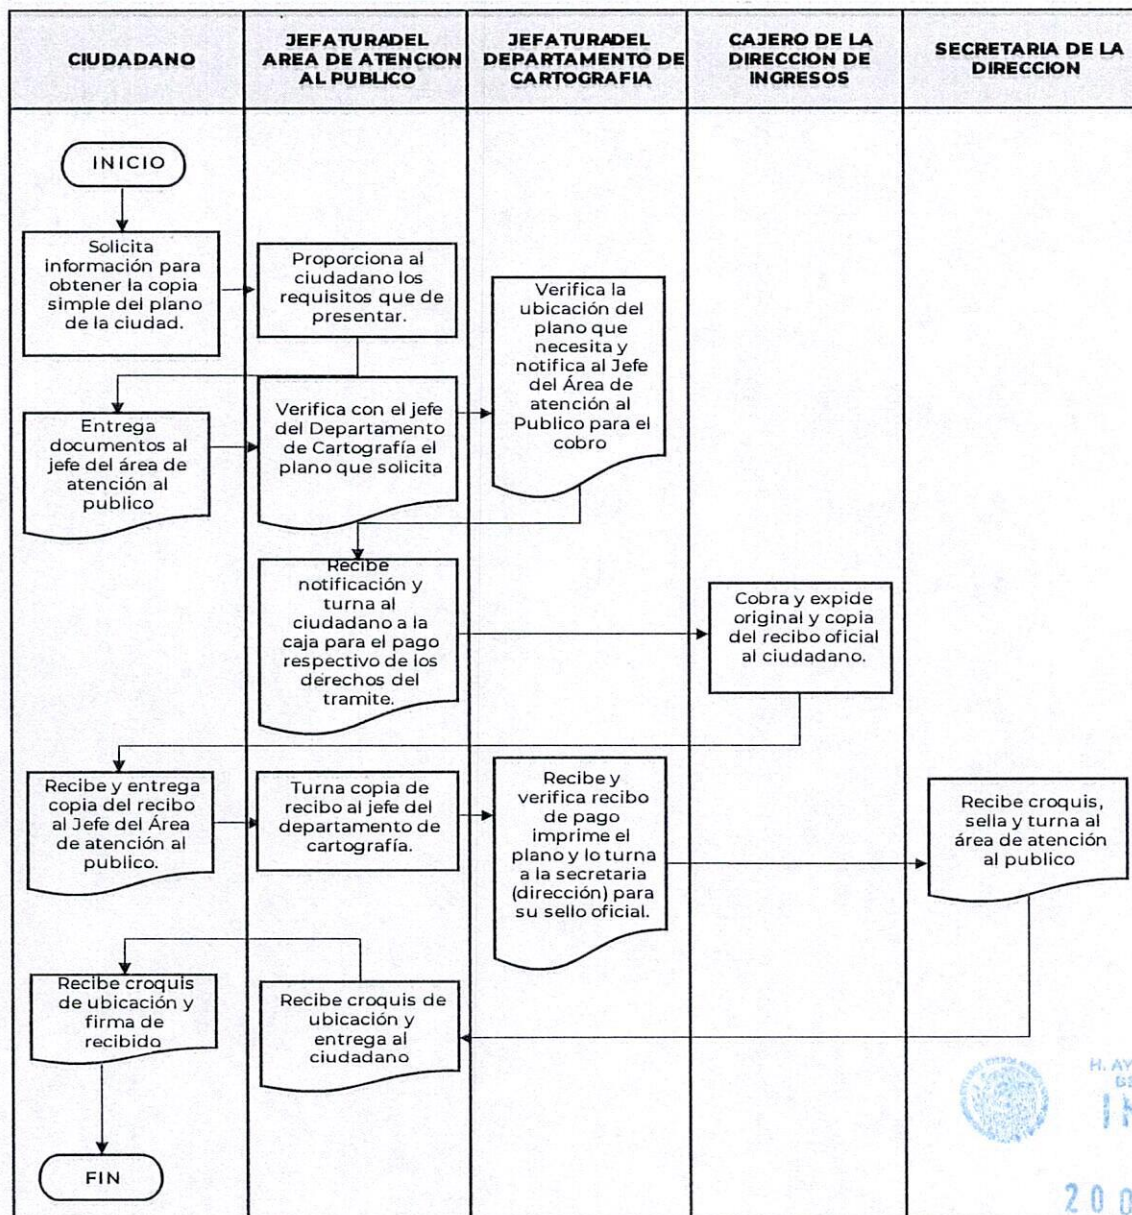 CIUDADANO
JEFATURADEL
AREA DE ATENCION
AL PUBLICO
JEFATURADEL
DEPARTAMENTO DE
CARTOGRAFIA
CAJERO DE LA
DIRECCION DE
INGRESOS
SECRETARIA DE LA
DIRECCION
INICIO
Solicita
información para
obtener la copia
simple del plano
de la ciudad.
Proporciona al
ciudadano los
requisitos que de
presentar.
Verifica la
ubicación del
plano que
necesita y
notifica al Jefe
del Área de
atención al
Publico para el
cobro
Entrega
documentos al
jefe del área de
atención al
publico
Verifica con el jefe
del Departamento
de Cartografía el
plano que solicita
Recibe
notificación y
turna al
ciudadano a la
caja para el pago
respectivo de los
derechos del
tramite.
Cobra y expide
original y copia
del recibo oficial
al ciudadano.
Recibe y entrega
copia del recibo
al Jefe del Área
de atención al
publico.
Turna copia de
recibo al jefe del
departamento de
cartografía.
Recibe y
verifica recibo
de pago
imprime el
plano y lo turna
a la secretaria
(dirección) para
su sello oficial.
Recibe croquis,
sella y turna al
área de atención
al publico
Recibe croquis
de ubicación y
firma de
recibido
Recibe croquis de
ubicación y
entrega al
ciudadano
FIN
H. AY
200